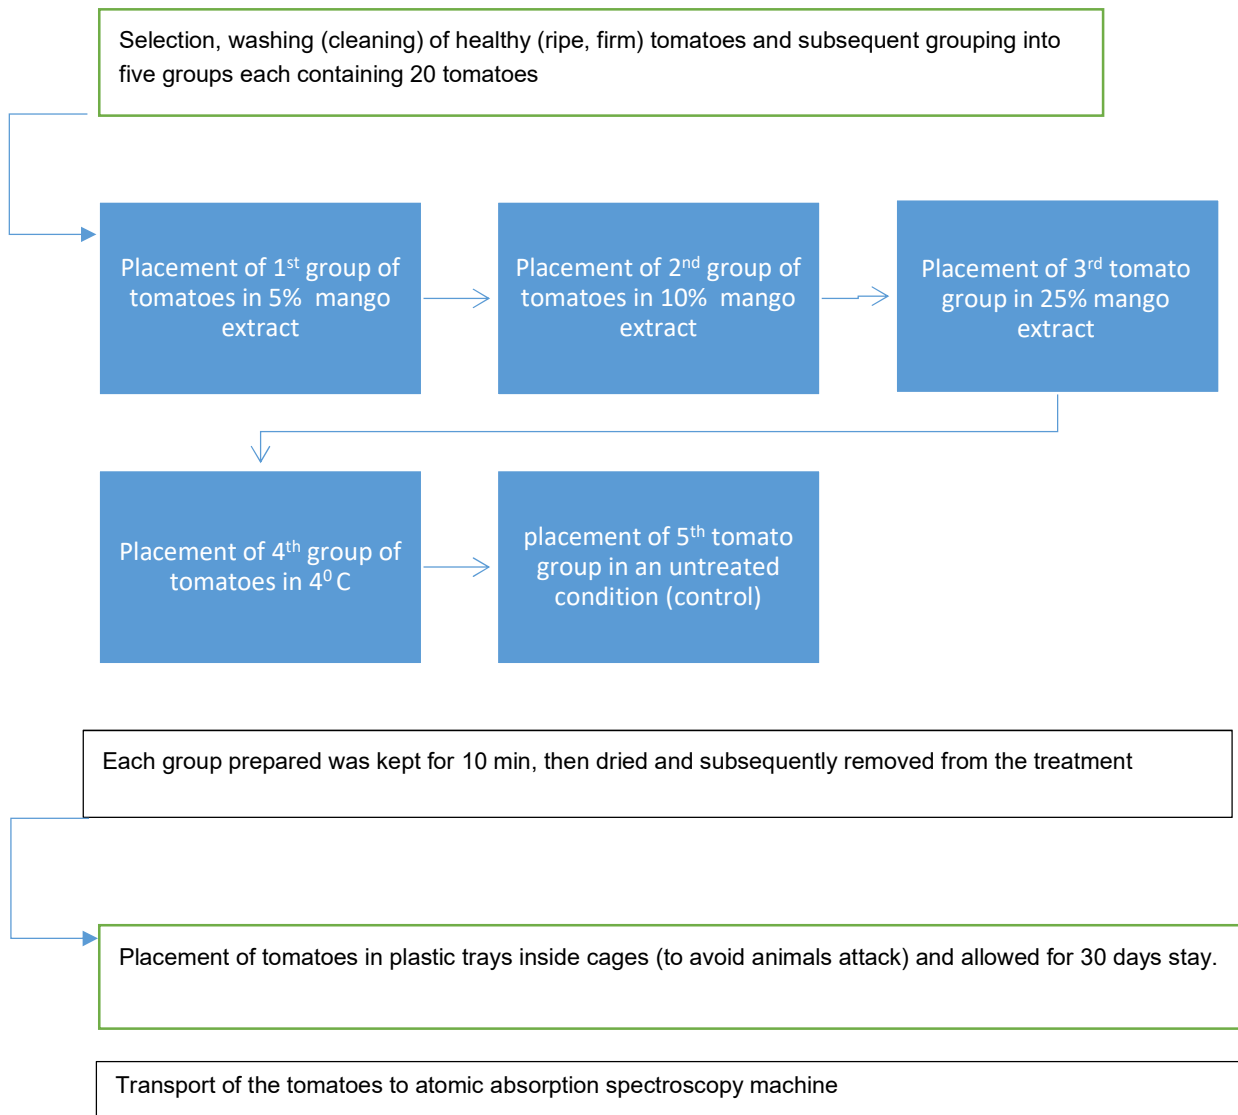 Selection, washing (cleaning) of healthy (ripe, firm) tomatoes and subsequent grouping into
five groups each containing 20 tomatoes
Placement of 1st group of
tomatoes in 5% mango
extract
Placement of 2nd group of
tomatoes in 10% mango
extract
Placement of 3rd tomato
group in 25% mango
extract
Placement of 4th group of
tomatoes in 4⁰ C
placement of 5th tomato
group in an untreated
condition (control)
Each group prepared was kept for 10 min, then dried and subsequently removed from the treatment
Placement of tomatoes in plastic trays inside cages (to avoid animals attack) and allowed for 30 days stay.
Transport of the tomatoes to atomic absorption spectroscopy machine